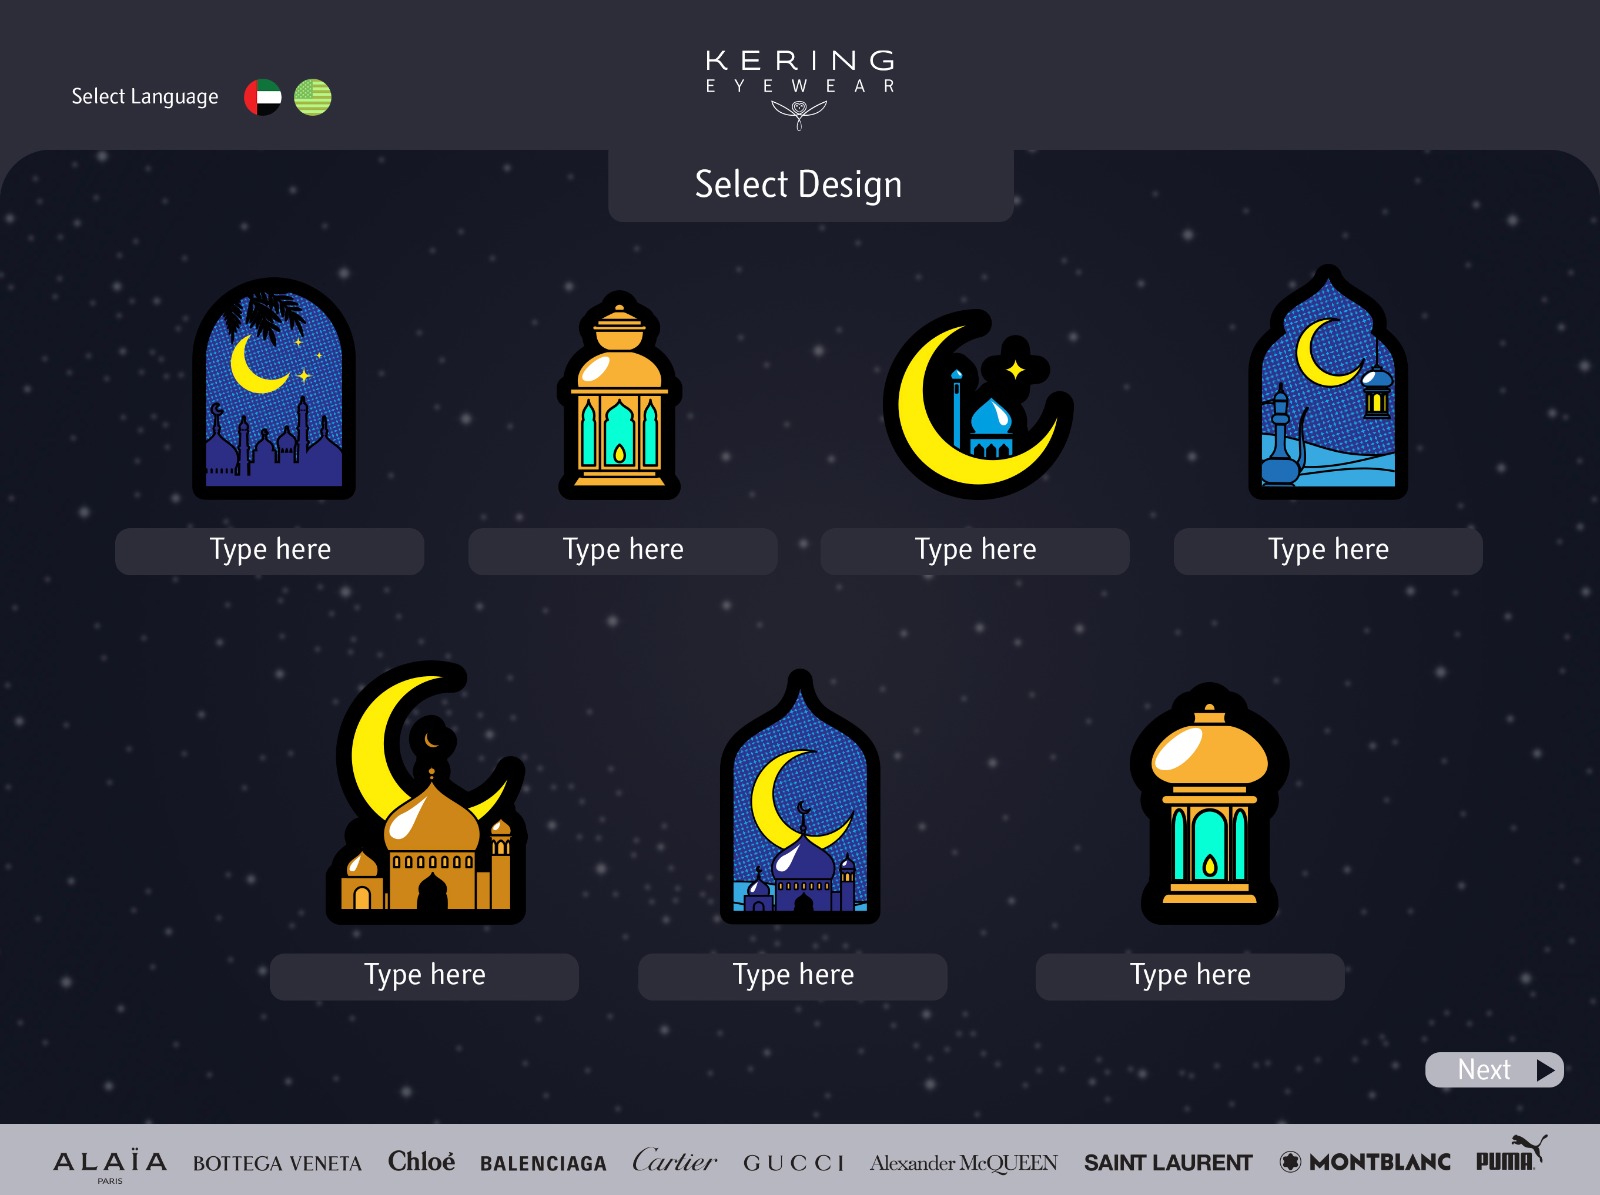 KERING
EYEWEAR
Select Language
Select Design
Type here
Type here
Type here
Type here
Type here
Type here
Type here
Next
ALAÏA
PARIS
BOTTEGA VENETA
Chloé
BALENCIAGA
Cartier
GUCCI
Alexander McQUEEN
SAINT LAURENT
MONTBLANC
PUMA